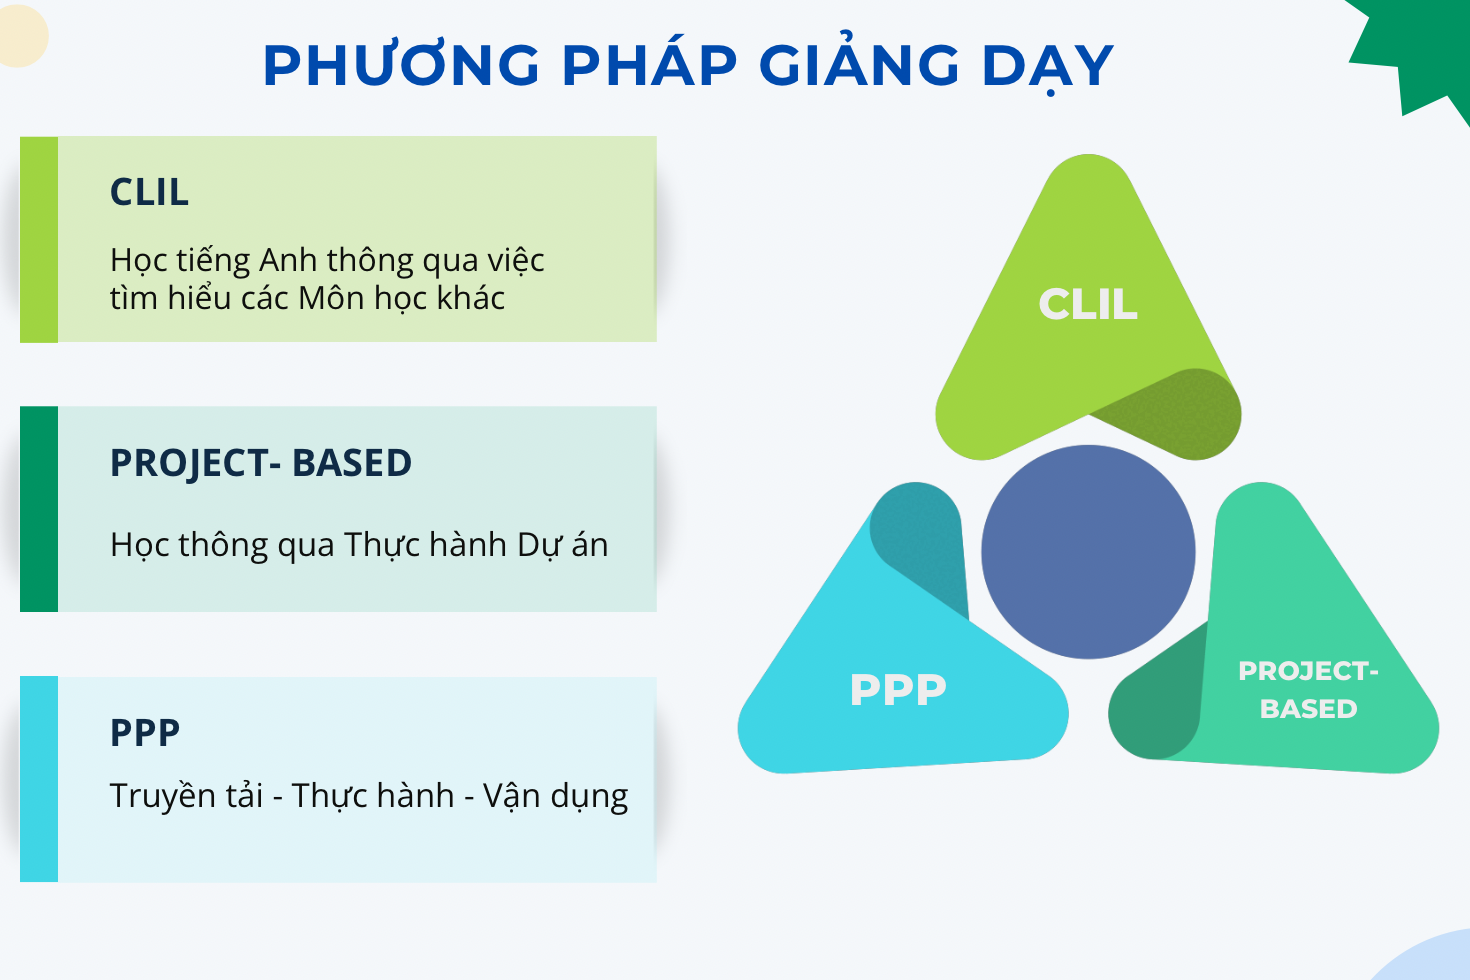 PHƯƠNG PHÁP GIẢNG DẠY
CLIL
Học tiếng Anh thông qua việc
tìm hiểu các Môn học khác
PROJECT- BASED
Học thông qua Thực hành Dự án
PPP
Truyền tải - Thực hành - Vận dụng
CLIL
PPP
PROJECT-
BASED